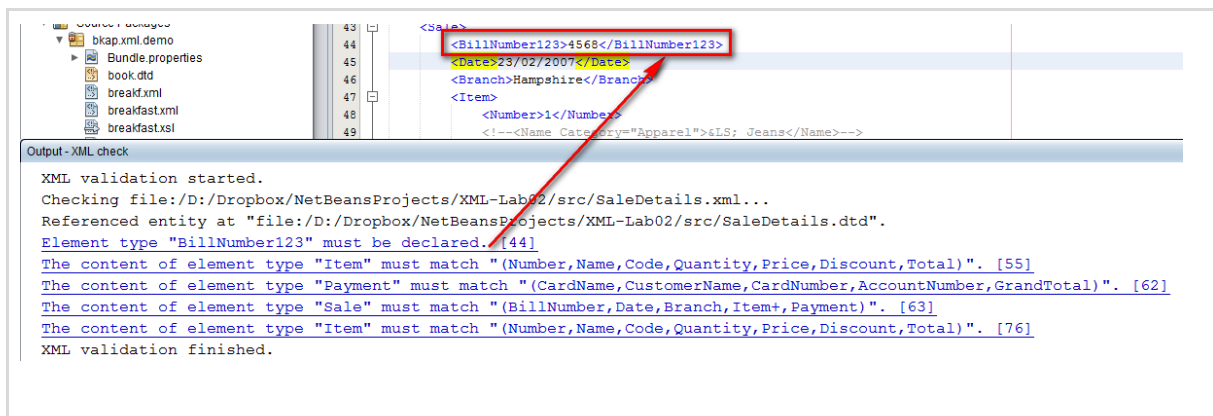 Source Packages
bkap.xml.demo
Bundle.properties
book.dtd
breakf.xml
breakfast.xml
breakfast.xsl
43 <Sale>
44 <BillNumber123>4568</BillNumber123>
45 <Date>23/02/2007</Date>
46 <Branch>Hampshire</Branch>
47 <Item>
48 <Number>1</Number>
49 <!--<Name Category="Apparel">&LS; Jeans</Name>-->
Output - XML check
XML validation started.
Checking file:/D:/Dropbox/NetBeansProjects/XML-Lab02/src/SaleDetails.xml...
Referenced entity at "file:/D:/Dropbox/NetBeansProjects/XML-Lab02/src/SaleDetails.dtd".
Element type "BillNumber123" must be declared. [44]
The content of element type "Item" must match "(Number,Name,Code,Quantity,Price,Discount,Total)". [55]
The content of element type "Payment" must match "(CardName,CustomerName,CardNumber,AccountNumber,GrandTotal)". [62]
The content of element type "Sale" must match "(BillNumber,Date,Branch,Item+,Payment)". [63]
The content of element type "Item" must match "(Number,Name,Code,Quantity,Price,Discount,Total)". [76]
XML validation finished.